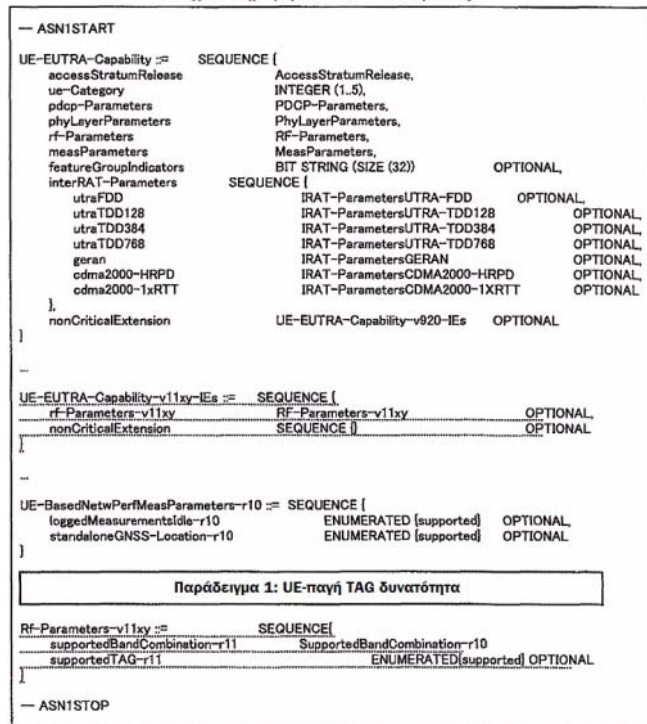 — ASN1START
UE-EUTRA-Capability ::= SEQUENCE {
accessStratumRelease AccessStratumRelease,
ue-Category INTEGER (1..5),
pdcp-Parameters PDCP-Parameters,
phyLayerParameters PhyLayerParameters,
rf-Parameters RF-Parameters,
measParameters MeasParameters,
featureGroupIndicators BIT STRING (SIZE (32)) OPTIONAL,
interRAT-Parameters SEQUENCE {
utraFDD IRAT-ParametersUTRA-FDD OPTIONAL,
utraTDD128 IRAT-ParametersUTRA-TDD128 OPTIONAL,
utraTDD384 IRAT-ParametersUTRA-TDD384 OPTIONAL,
utraTDD768 IRAT-ParametersUTRA-TDD768 OPTIONAL,
geran IRAT-ParametersGERAN OPTIONAL,
cdma2000-HRPD IRAT-ParametersCDMA2000-HRPD OPTIONAL,
cdma2000-1xRTT IRAT-ParametersCDMA2000-1XRTT OPTIONAL
},
nonCriticalExtension UE-EUTRA-Capability-v920-IEs OPTIONAL
}
...
UE-EUTRA-Capability-v11xy-IEs ::= SEQUENCE {
rf-Parameters-v11xy RF-Parameters-v11xy OPTIONAL,
nonCriticalExtension SEQUENCE {} OPTIONAL
}
...
UE-BasedNetwPerfMeasParameters-r10 ::= SEQUENCE {
loggedMeasurementsIdle-r10 ENUMERATED {supported} OPTIONAL,
standaloneGNSS-Location-r10 ENUMERATED {supported} OPTIONAL
}
Παράδειγμα 1: UE-παγή TAG δυνατότητα
Rf-Parameters-v11xy ::= SEQUENCE{
supportedBandCombination-r11 SupportedBandCombination-r10
supportedTAG-r11 ENUMERATED{supported} OPTIONAL
}
— ASN1STOP